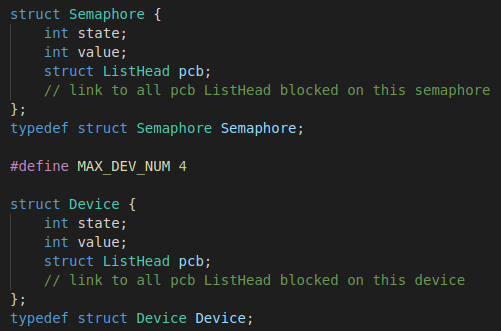 struct Semaphore {
    int state;
    int value;
    struct ListHead pcb;
    // link to all pcb ListHead blocked on this semaphore
};
typedef struct Semaphore Semaphore;

#define MAX_DEV_NUM 4

struct Device {
    int state;
    int value;
    struct ListHead pcb;
    // link to all pcb ListHead blocked on this device
};
typedef struct Device Device;